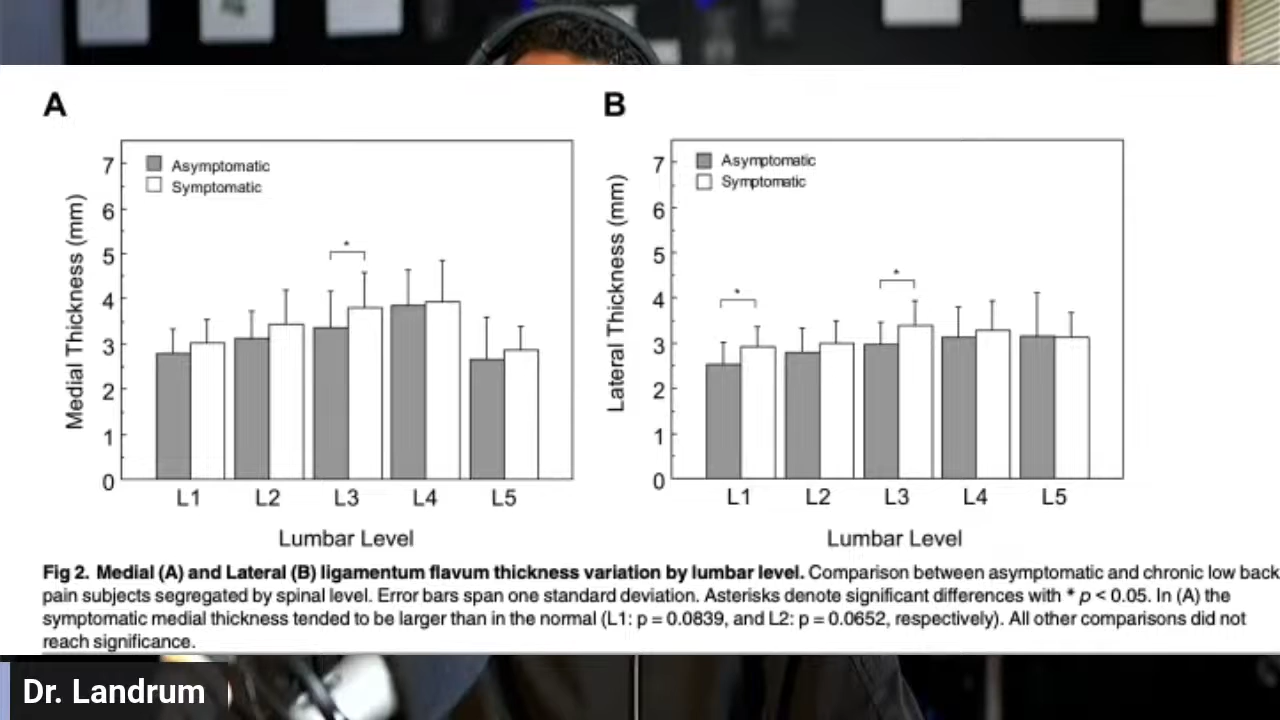 A
Asymptomatic
Symptomatic
Medial Thickness (mm)
7
6
5
4
3
2
1
0
*
L1 L2 L3 L4 L5
Lumbar Level
B
Asymptomatic
Symptomatic
Lateral Thickness (mm)
7
6
5
4
3
2
1
0
* *
L1 L2 L3 L4 L5
Lumbar Level
Fig 2. Medial (A) and Lateral (B) ligamentum flavum thickness variation by lumbar level. Comparison between asymptomatic and chronic low back
pain subjects segregated by spinal level. Error bars span one standard deviation. Asterisks denote significant differences with * p < 0.05. In (A) the
symptomatic medial thickness tended to be larger than in the normal (L1: p = 0.0839, and L2: p = 0.0652, respectively). All other comparisons did not
reach significance.
Dr. Landrum